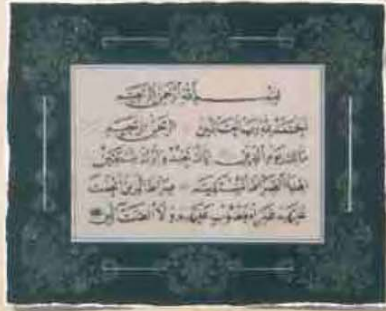 بسم الله الرحمن الرحيم
الحمد لله رب العالمين الرحمن الرحيم
مالك يوم الدين إياك نعبد وإياك نستعين
اهدنا الصراط المستقيم صراط الذين أنعمت
عليهم غير المغضوب عليهم ولا الضالين